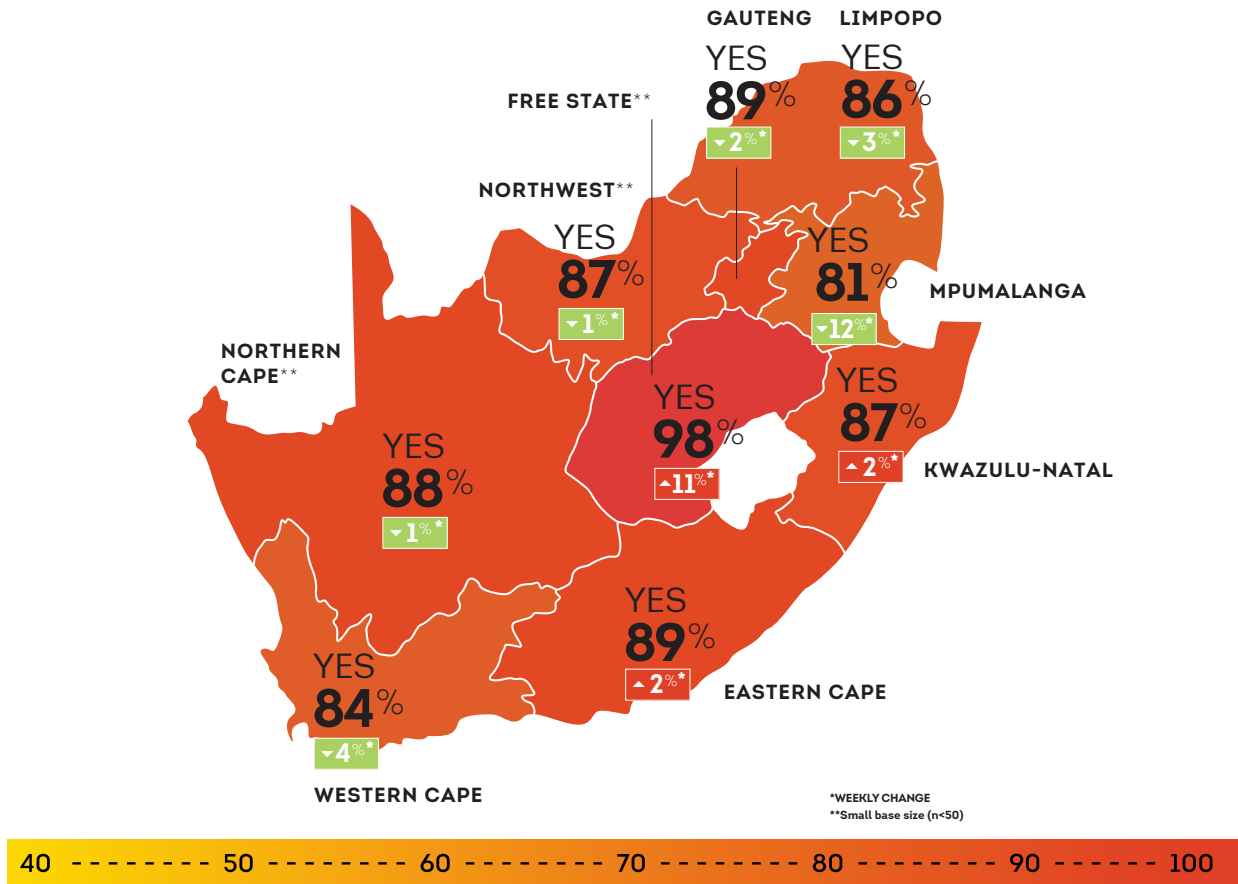 GAUTENG
YES
89%
▼2%*
LIMPOPO
YES
86%
▼3%*
FREE STATE**
YES
98%
▲11%*
NORTHWEST**
YES
87%
▼1%*
YES
81%
▼12%*
MPUMALANGA
NORTHERN
CAPE**
YES
88%
▼1%*
YES
87%
▲2%*
KWAZULU-NATAL
YES
89%
▲2%*
EASTERN CAPE
YES
84%
▼4%*
WESTERN CAPE
*WEEKLY CHANGE
**Small base size (n<50)
40 - - - - - - - - 50 - - - - - - - - 60 - - - - - - - - 70 - - - - - - - - 80 - - - - - - - - 90 - - - - - - - - 100